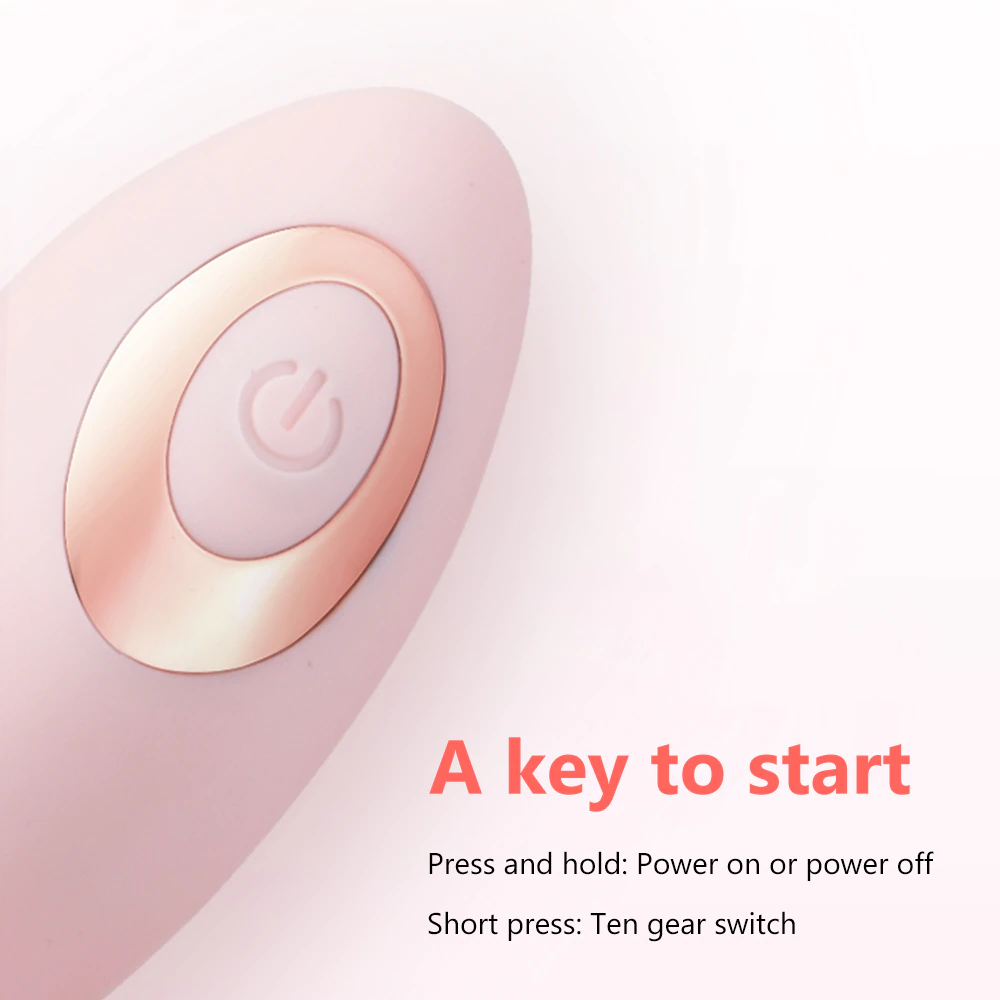 A key to start
Press and hold: Power on or power off
Short press: Ten gear switch